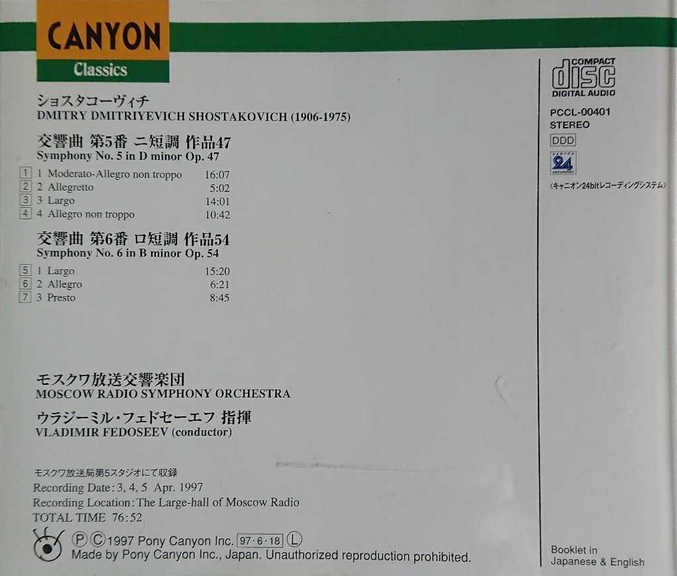 CANYON
Classics
ショスタコーヴィチ
DMITRY DMITRIYEVICH SHOSTAKOVICH (1906-1975)
交響曲 第5番 ニ短調 作品47
Symphony No. 5 in D minor Op. 47
1 1 Moderato-Allegro non troppo 16:07
2 2 Allegretto 5:02
3 3 Largo 14:01
4 4 Allegro non troppo 10:42
交響曲 第6番 ロ短調 作品54
Symphony No. 6 in B minor Op. 54
5 1 Largo 15:20
6 2 Allegro 6:21
7 3 Presto 8:45
モスクワ放送交響楽団
MOSCOW RADIO SYMPHONY ORCHESTRA
ウラジーミル・フェドセーエフ 指揮
VLADIMIR FEDOSEEV (conductor)
モスクワ放送局第5スタジオにて収録
Recording Date: 3, 4, 5 Apr. 1997
Recording Location: The Large-hall of Moscow Radio
TOTAL TIME 76:52
Ⓟ Ⓒ 1997 Pony Canyon Inc. 97・6・18 Ⓛ
Made by Pony Canyon Inc., Japan. Unauthorized reproduction prohibited.
COMPACT
disc
DIGITAL AUDIO
PCCL-00401
STEREO
DDD
24
(キャニオン24bitレコーディングシステム)
Booklet in
Japanese & English